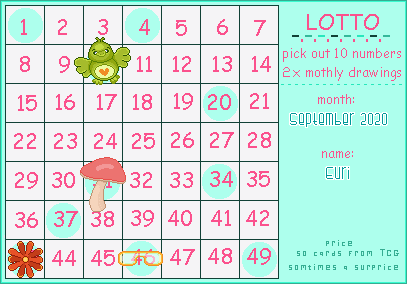 1 2 3 4 5 6 7
8 9 11 12 13 14
15 16 17 18 19 20 21
22 23 24 25 26 27 28
29 30 32 33 34 35
36 37 38 39 40 41 42
44 45 46 47 48 49
LOTTO
pick out 10 numbers
2x mothly drawings
month:
September 2020
name:
Euri
price
50 cards from TCG
somtimes a surprice